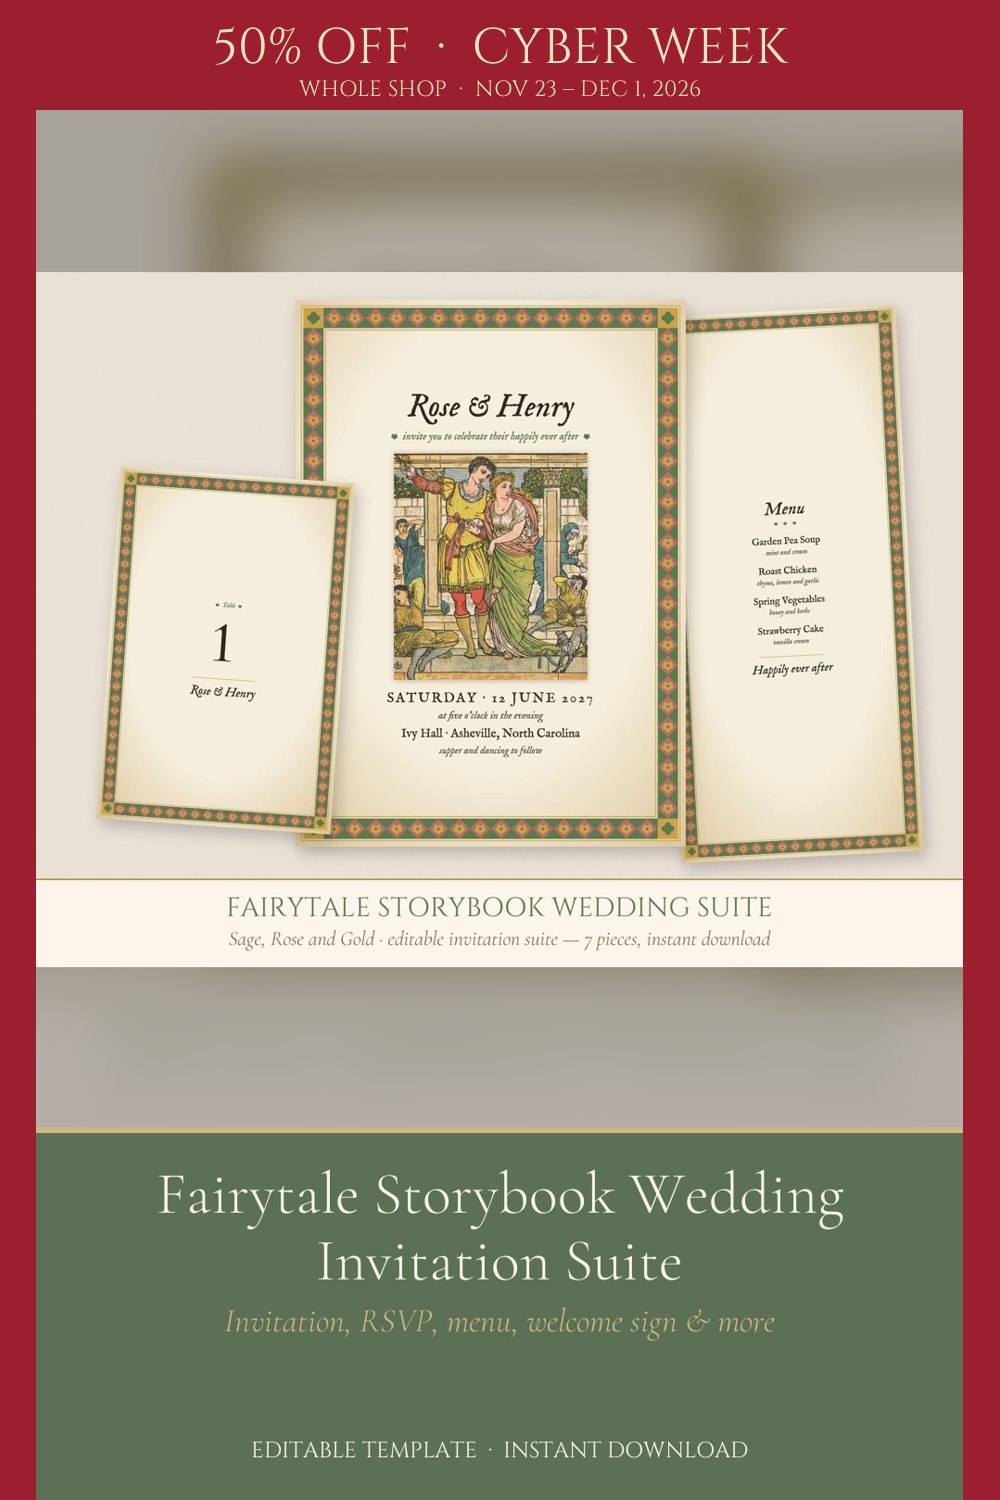 50% OFF · CYBER WEEK
WHOLE SHOP · NOV 23 – DEC 1, 2026
Rose & Henry
invite you to celebrate their happily ever after
SATURDAY · 12 JUNE 2027
at five o'clock in the evening
Ivy Hall · Asheville, North Carolina
supper and dancing to follow
Table
1
Rose & Henry
Menu
Garden Pea Soup
mint and cream
Roast Chicken
thyme, lemon and garlic
Spring Vegetables
honey and herbs
Strawberry Cake
vanilla cream
Happily ever after
FAIRYTALE STORYBOOK WEDDING SUITE
Sage, Rose and Gold · editable invitation suite — 7 pieces, instant download
Fairytale Storybook Wedding
Invitation Suite
Invitation, RSVP, menu, welcome sign & more
EDITABLE TEMPLATE · INSTANT DOWNLOAD